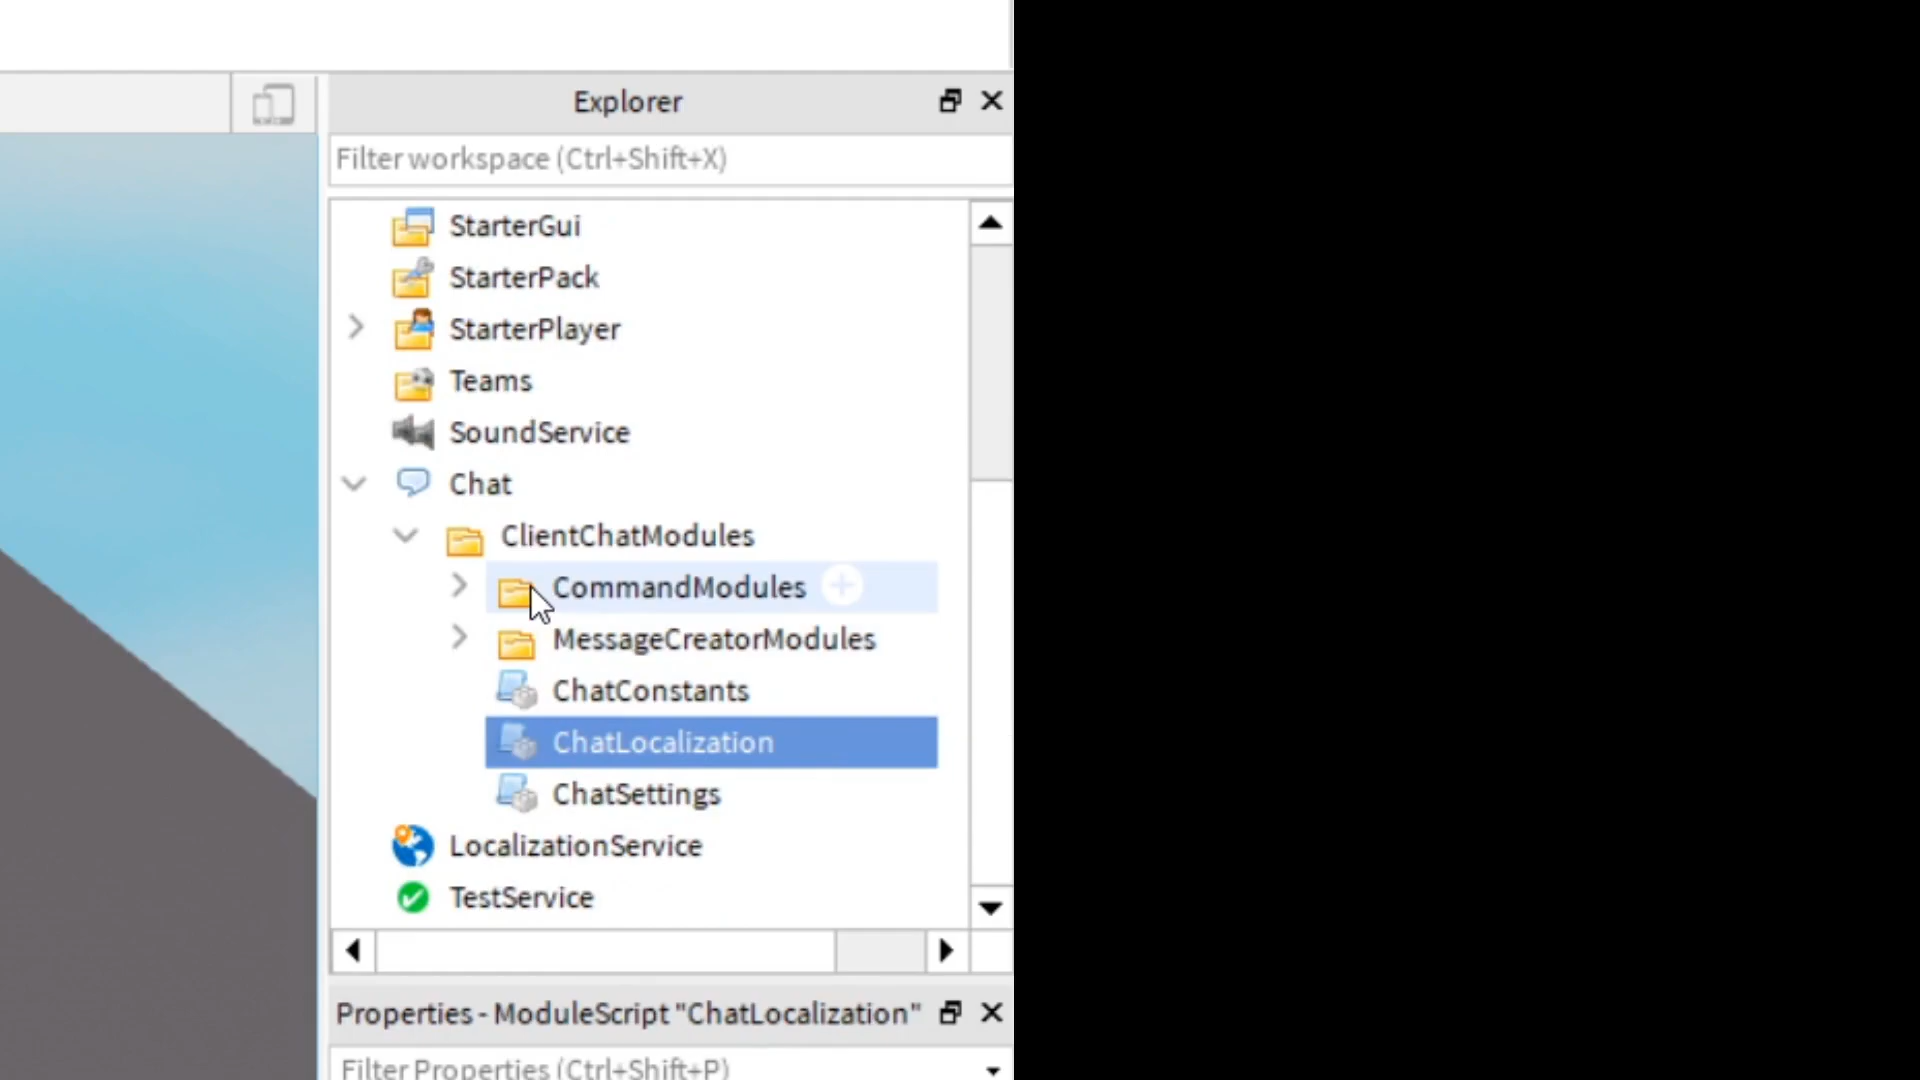 Explorer
Filter workspace (Ctrl+Shift+X)
StarterGui
StarterPack
StarterPlayer
Teams
SoundService
Chat
ClientChatModules
CommandModules
MessageCreatorModules
ChatConstants
ChatLocalization
ChatSettings
LocalizationService
TestService
Properties - ModuleScript "ChatLocalization"
Filter Properties (Ctrl+Shift+P)